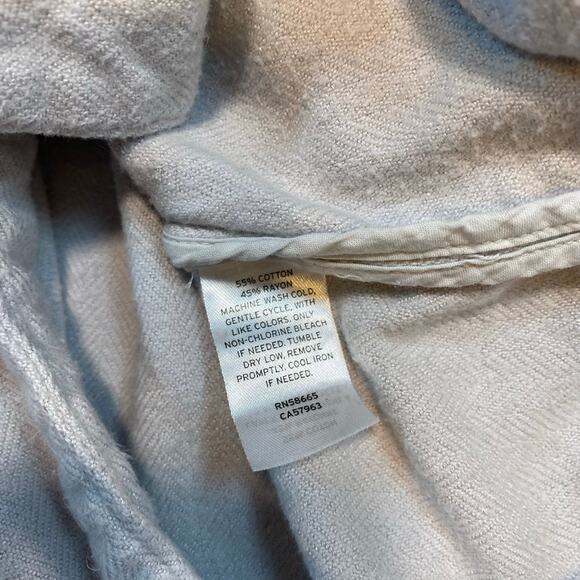 55% COTTON
45% RAYON
MACHINE WASH COLD,
GENTLE CYCLE, WITH
LIKE COLORS. ONLY
NON-CHLORINE BLEACH
IF NEEDED. TUMBLE
DRY LOW, REMOVE
PROMPTLY. COOL IRON
IF NEEDED.
RN58665
CA57963